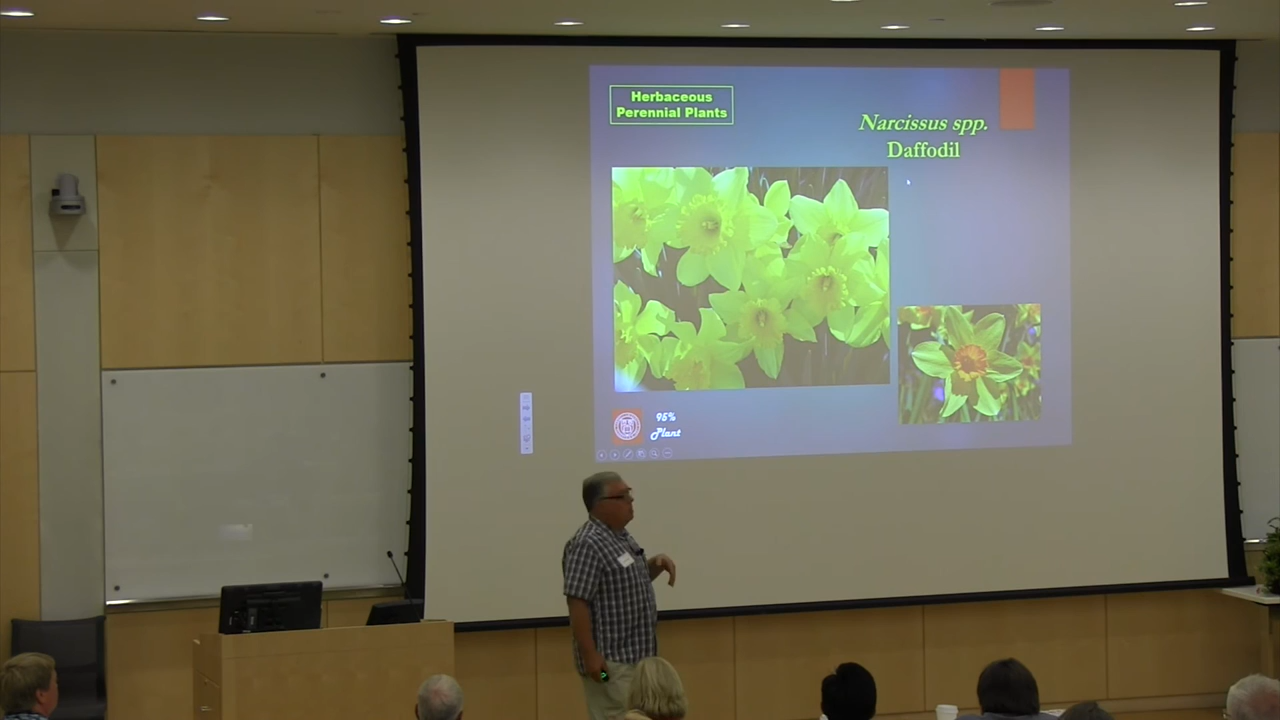 Herbaceous
Perennial Plants
Narcissus spp.
Daffodil
95%
Plant